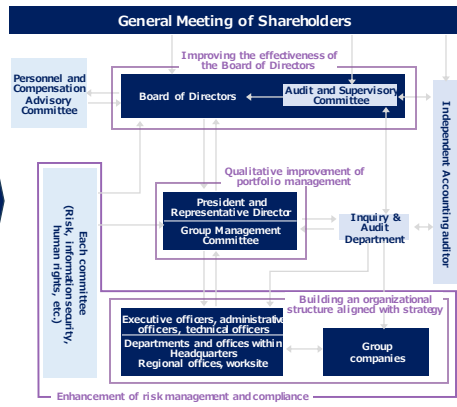 General Meeting of Shareholders
Improving the effectiveness of
the Board of Directors
Personnel and
Compensation
Advisory
Committee
Board of Directors
Audit and Supervisory
Committee
Independent Accounting auditor
Qualitative improvement of
portfolio management
President and
Representative Director
Group Management
Committee
Inquiry &
Audit
Department
Each committee
(Risk, information security,
human rights, etc.)
Building an organizational
structure aligned with strategy
Executive officers, administrative
officers, technical officers
Departments and offices within
Headquarters
Regional offices, worksite
Group
companies
Enhancement of risk management and compliance